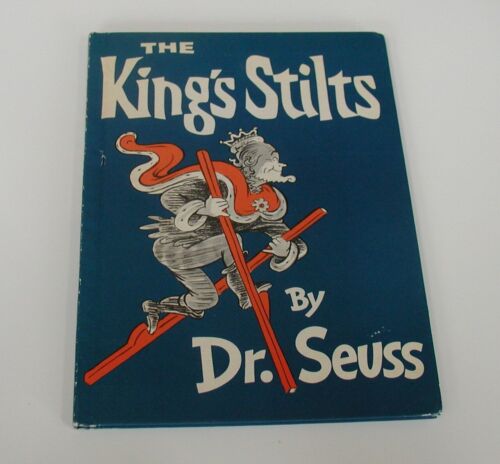 THE
King's Stilts
By
Dr. Seuss